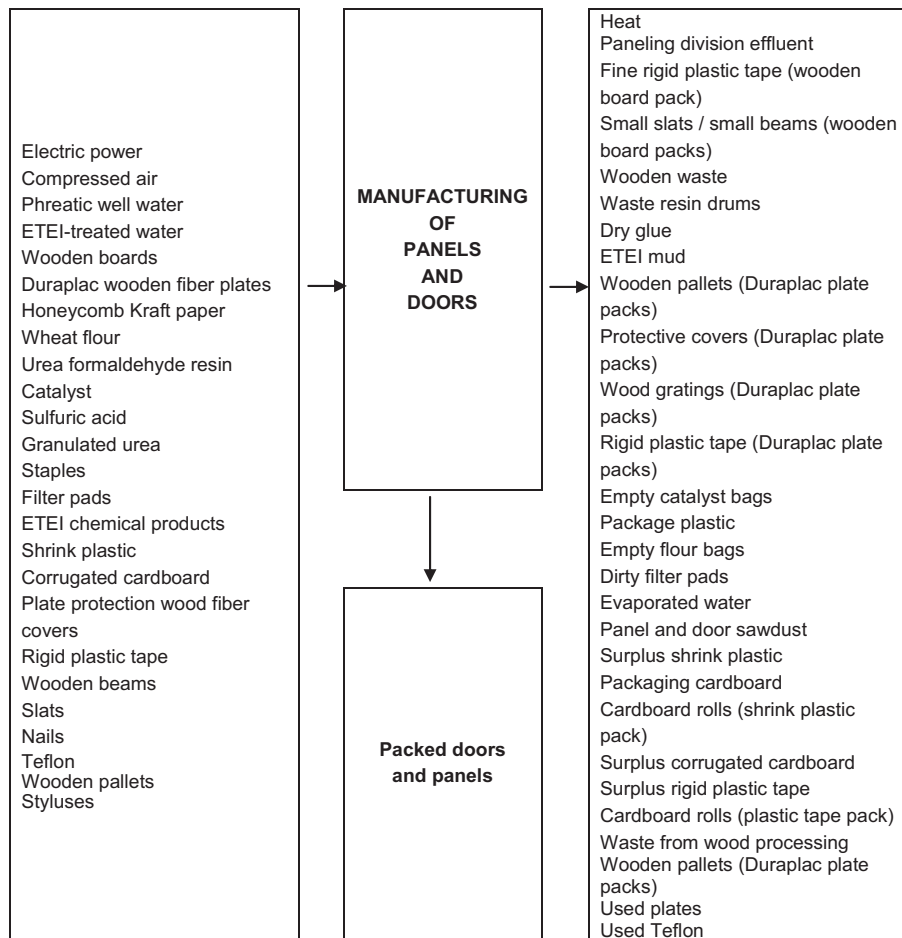 Electric power
Compressed air
Phreatic well water
ETEI-treated water
Wooden boards
Duraplac wooden fiber plates
Honeycomb Kraft paper
Wheat flour
Urea formaldehyde resin
Catalyst
Sulfuric acid
Granulated urea
Staples
Filter pads
ETEI chemical products
Shrink plastic
Corrugated cardboard
Plate protection wood fiber
covers
Rigid plastic tape
Wooden beams
Slats
Nails
Teflon
Wooden pallets
Styluses
MANUFACTURING
OF
PANELS
AND
DOORS
Packed doors
and panels
Heat
Paneling division effluent
Fine rigid plastic tape (wooden
board pack)
Small slats / small beams (wooden
board packs)
Wooden waste
Waste resin drums
Dry glue
ETEI mud
Wooden pallets (Duraplac plate
packs)
Protective covers (Duraplac plate
packs)
Wood gratings (Duraplac plate
packs)
Rigid plastic tape (Duraplac plate
packs)
Empty catalyst bags
Package plastic
Empty flour bags
Dirty filter pads
Evaporated water
Panel and door sawdust
Surplus shrink plastic
Packaging cardboard
Cardboard rolls (shrink plastic
pack)
Surplus corrugated cardboard
Surplus rigid plastic tape
Cardboard rolls (plastic tape pack)
Waste from wood processing
Wooden pallets (Duraplac plate
packs)
Used plates
Used Teflon